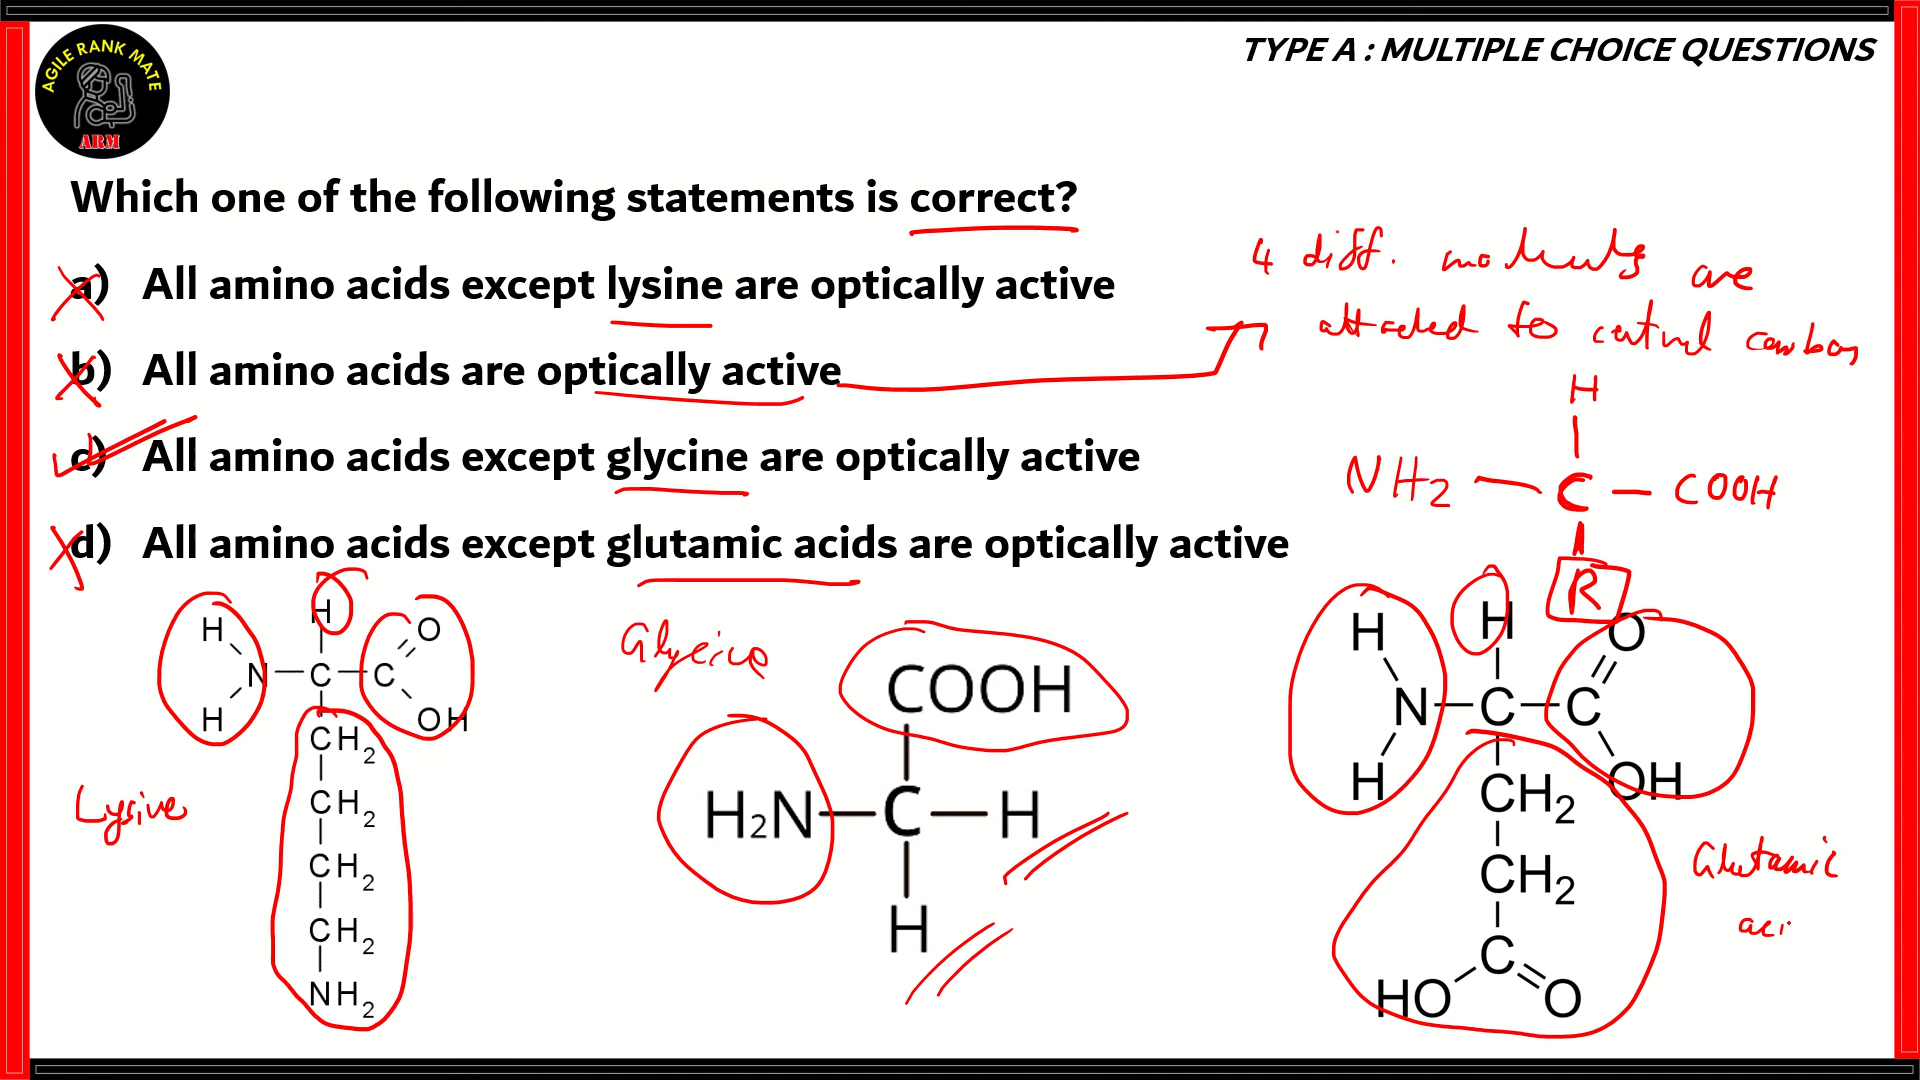 AGILE RANK MATE
ARM
TYPE A : MULTIPLE CHOICE QUESTIONS
Which one of the following statements is correct?
a) All amino acids except lysine are optically active
b) All amino acids are optically active
c) All amino acids except glycine are optically active
d) All amino acids except glutamic acids are optically active
4 diff. molecules are
attached to central carbon
H
NH2 — C — COOH
R
H
H O
N — C — C
H OH
CH2
CH2
CH2
CH2
NH2
Lysine
Glycine
COOH
H2N — C — H
H
H H O
N — C — C
H OH
CH2
CH2
C
HO O
Glutamic
aci